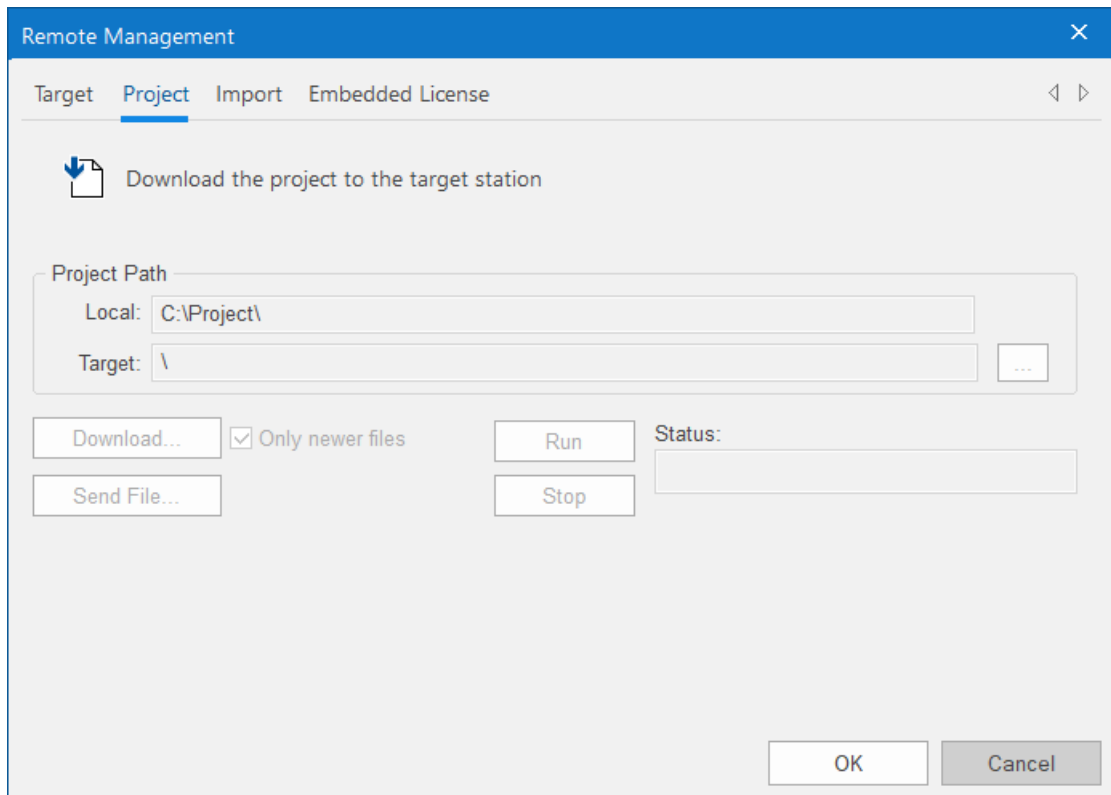 Remote Management
Target Project Import Embedded License
Download the project to the target station
Project Path
Local: C:\Project\
Target: \ ...
Download... Only newer files Run Status:
Send File... Stop
OK Cancel